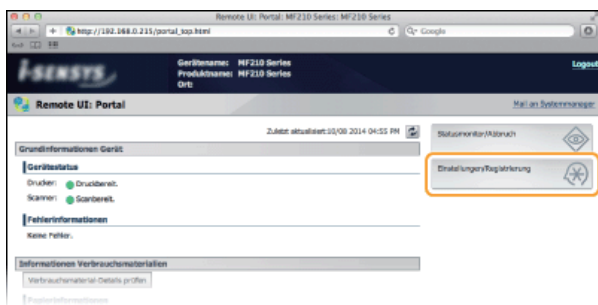 Remote UI: Portal: MF210 Series: MF210 Series
http://192.168.0.215/portal_top.html
Google
i-SENSYS
Gerätename: MF210 Series
Produktname: MF210 Series
Ort:
Logout
Remote UI: Portal
Mail an Systemmanager
Zuletzt aktualisiert:10/08 2014 04:55 PM
Grundinformationen Gerät
Gerätestatus
Drucker: Druckbereit.
Scanner: Scanbereit.
Fehlerinformationen
Keine Fehler.
Informationen Verbrauchsmaterialien
Verbrauchsmaterial-Details prüfen
Papierinformationen
Statusmonitor/Abbruch
Einstellungen/Registrierung